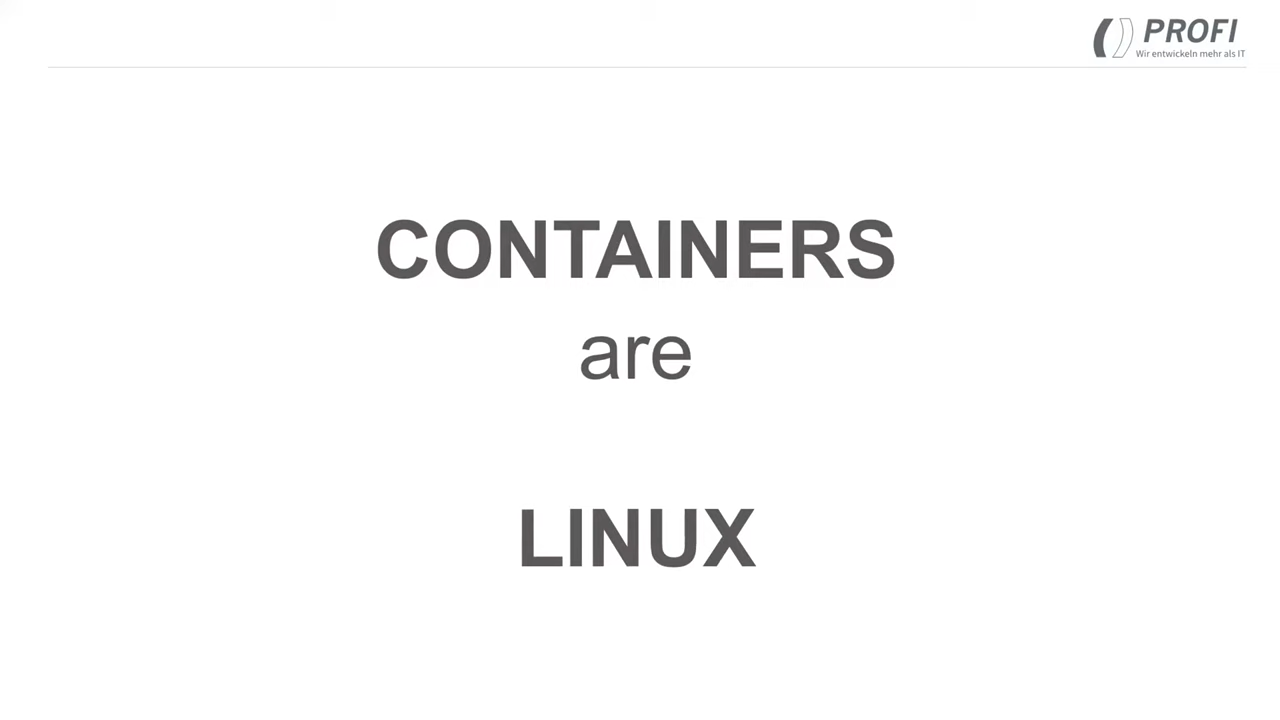 PROFI
Wir entwickeln mehr als IT
CONTAINERS
are
LINUX